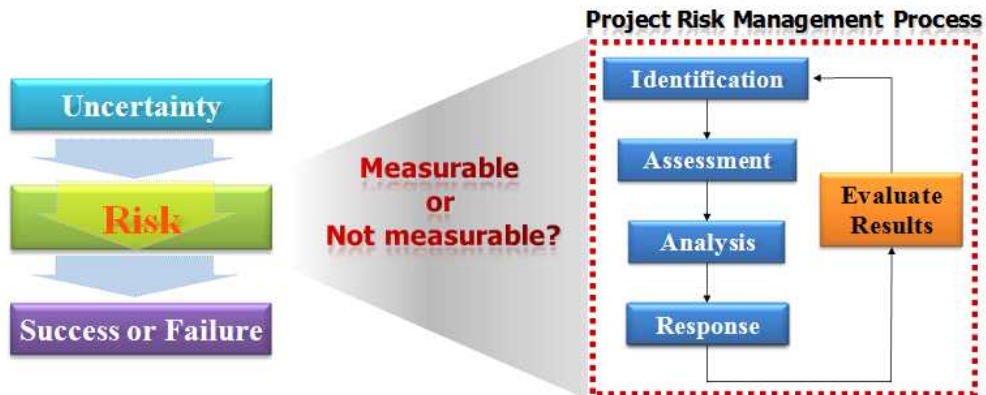 Project Risk Management Process
Uncertainty
Risk
Success or Failure
Measurable
or
Not measurable?
Identification
Assessment
Analysis
Response
Evaluate
Results